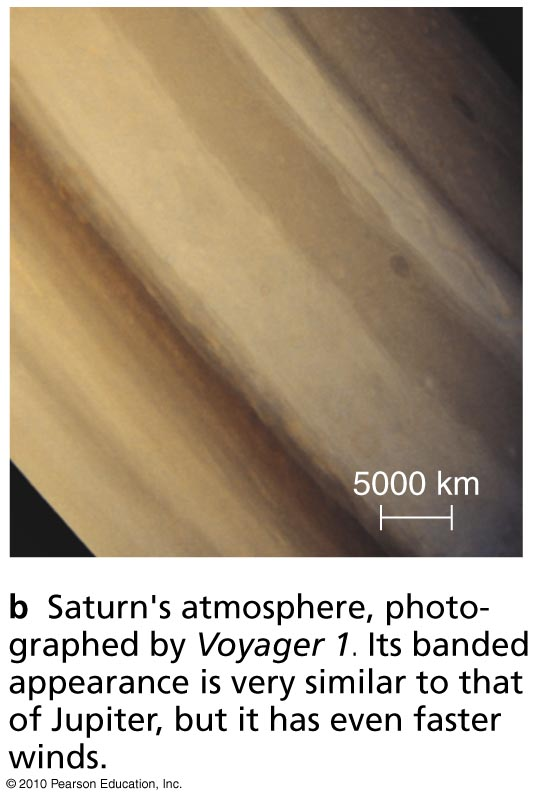 5000 km
b Saturn's atmosphere, photo-
graphed by Voyager 1. Its banded
appearance is very similar to that
of Jupiter, but it has even faster
winds.
© 2010 Pearson Education, Inc.